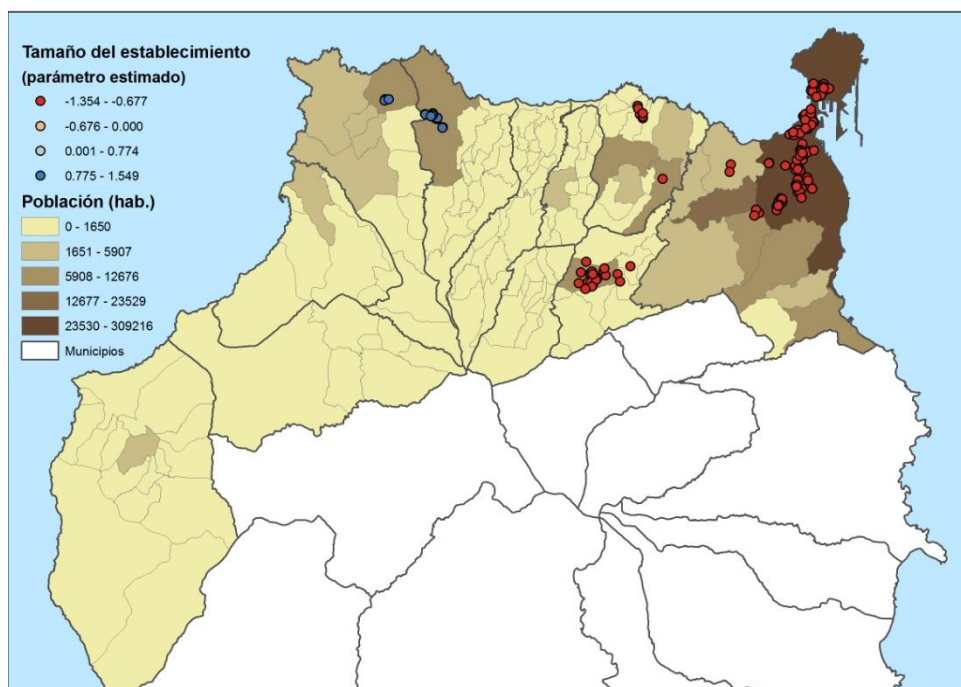 Tamaño del establecimiento
(parámetro estimado)
-1.354 - -0.677
-0.676 - 0.000
0.001 - 0.774
0.775 - 1.549
Población (hab.)
0 - 1650
1651 - 5907
5908 - 12676
12677 - 23529
23530 - 309216
Municipios